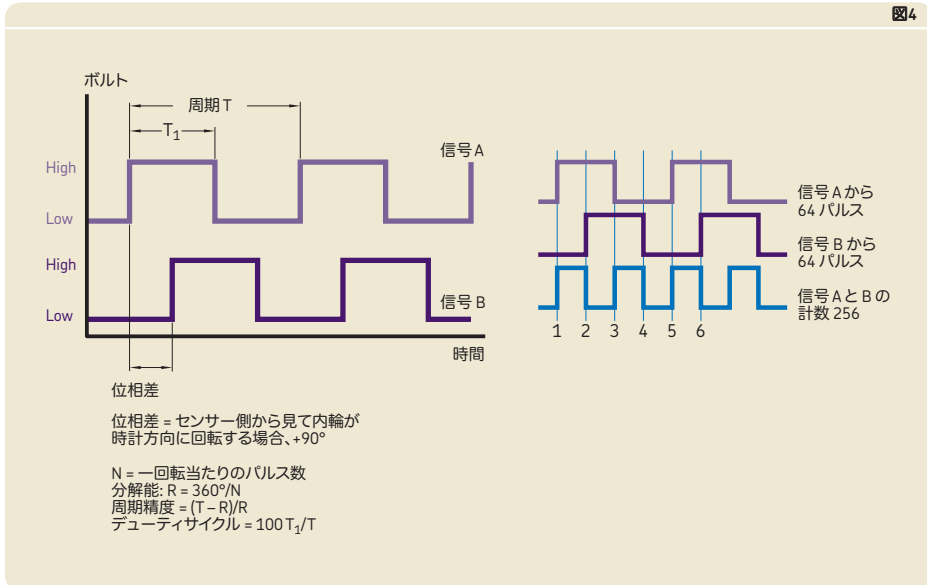 図4
ボルト
周期 T
T₁
信号 A
High
Low
High
Low
信号 B
時間
位相差
位相差 = センサー側から見て内輪が
時計方向に回転する場合、+90°
N = 一回転当たりのパルス数
分解能: R = 360°/N
周期精度 = (T – R)/R
デューティサイクル = 100 T₁/T
信号 A から
64 パルス
信号 B から
64 パルス
信号 A と B の
計数 256
1 2 3 4 5 6